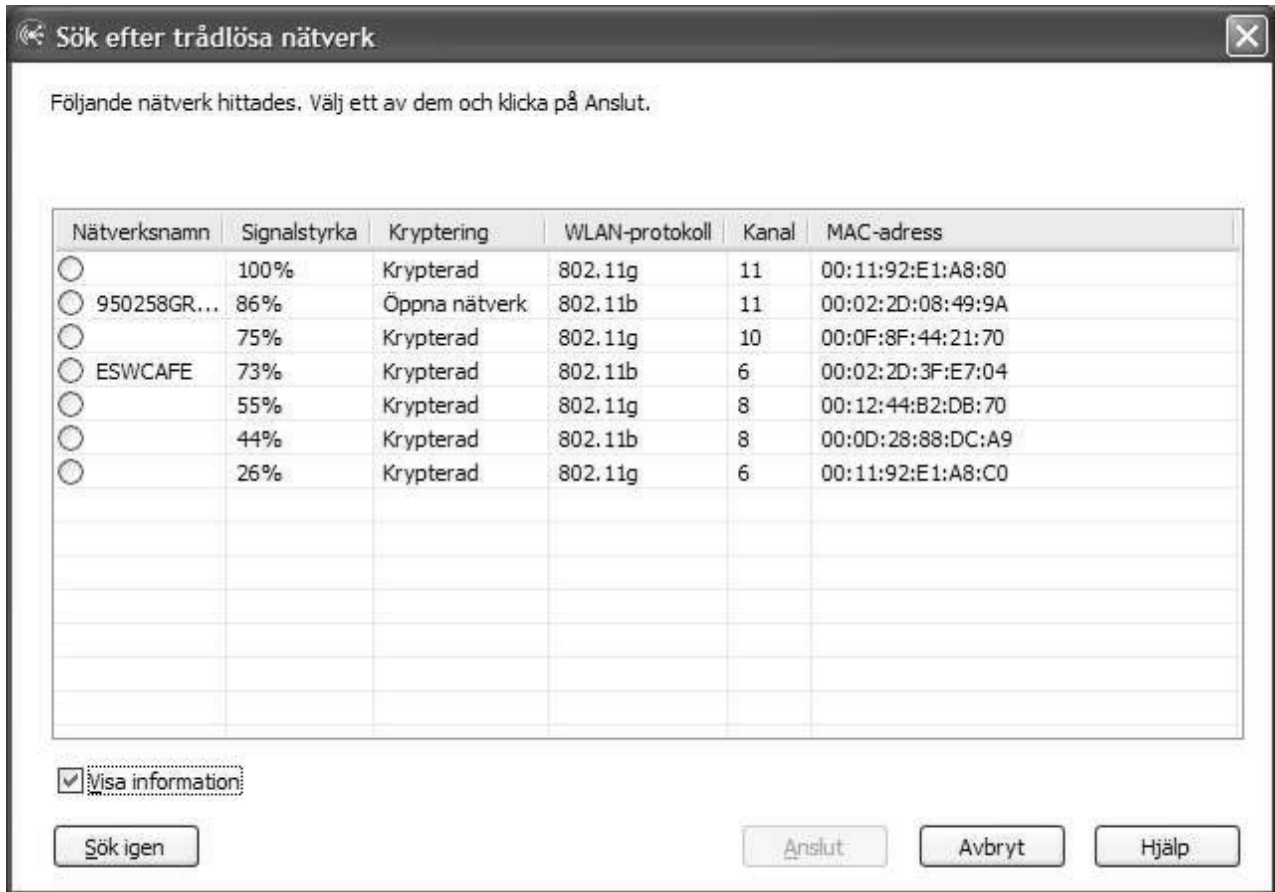 Sök efter trådlösa nätverk
Följande nätverk hittades. Välj ett av dem och klicka på Anslut.
Nätverksnamn Signalstyrka Kryptering WLAN-protokoll Kanal MAC-adress
100% Krypterad 802.11g 11 00:11:92:E1:A8:80
950258GR... 86% Öppna nätverk 802.11b 11 00:02:2D:08:49:9A
75% Krypterad 802.11g 10 00:0F:8F:44:21:70
ESWCAFE 73% Krypterad 802.11b 6 00:02:2D:3F:E7:04
55% Krypterad 802.11g 8 00:12:44:B2:DB:70
44% Krypterad 802.11b 8 00:0D:28:88:DC:A9
26% Krypterad 802.11g 6 00:11:92:E1:A8:C0
Visa information
Sök igen Anslut Avbryt Hjälp